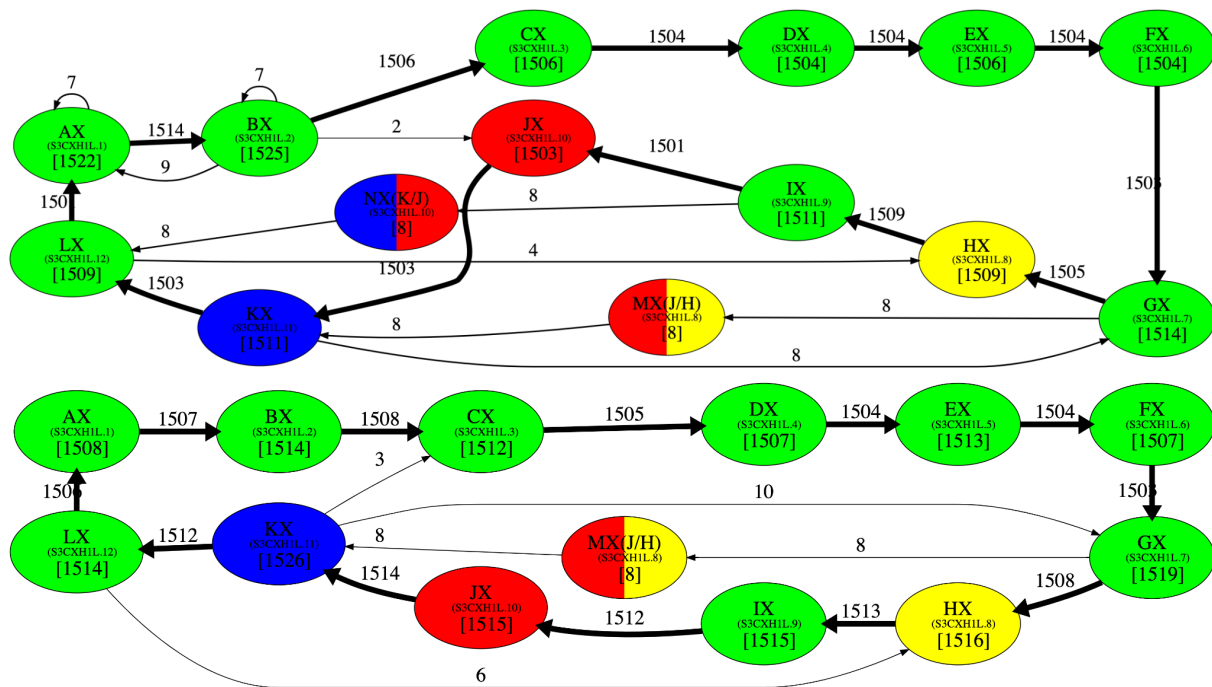 CX
(S3CXH1L.3)
[1506]
1504
DX
(S3CXH1L.4)
[1504]
1504
EX
(S3CXH1L.5)
[1506]
1504
FX
(S3CXH1L.6)
[1504]
7
7
1506
AX
(S3CXH1L.1)
[1522]
1514
BX
(S3CXH1L.2)
[1525]
9
2
JX
(S3CXH1L.10)
[1503]
1501
IX
(S3CXH1L.9)
[1511]
NX(K/J)
(S3CXH1L.10)
[8]
8
8
1509
LX
(S3CXH1L.12)
[1509]
4
HX
(S3CXH1L.8)
[1509]
1503
1503
1505
KX
(S3CXH1L.11)
[1511]
8
MX(J/H)
(S3CXH1L.8)
[8]
8
GX
(S3CXH1L.7)
[1514]
8
AX
(S3CXH1L.1)
[1508]
1507
BX
(S3CXH1L.2)
[1514]
1508
CX
(S3CXH1L.3)
[1512]
1505
DX
(S3CXH1L.4)
[1507]
1504
EX
(S3CXH1L.5)
[1513]
1504
FX
(S3CXH1L.6)
[1507]
3
10
LX
(S3CXH1L.12)
[1514]
1512
KX
(S3CXH1L.11)
[1526]
8
MX(J/H)
(S3CXH1L.8)
[8]
8
GX
(S3CXH1L.7)
[1519]
1514
JX
(S3CXH1L.10)
[1515]
1512
IX
(S3CXH1L.9)
[1515]
1513
HX
(S3CXH1L.8)
[1516]
1508
6